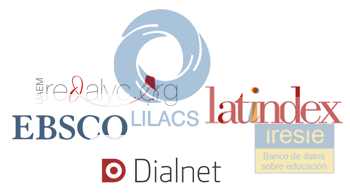 UAEM
redalyc.org
LILACS
latindex
EBSCO
iresie
Banco de datos
sobre educación
Dialnet